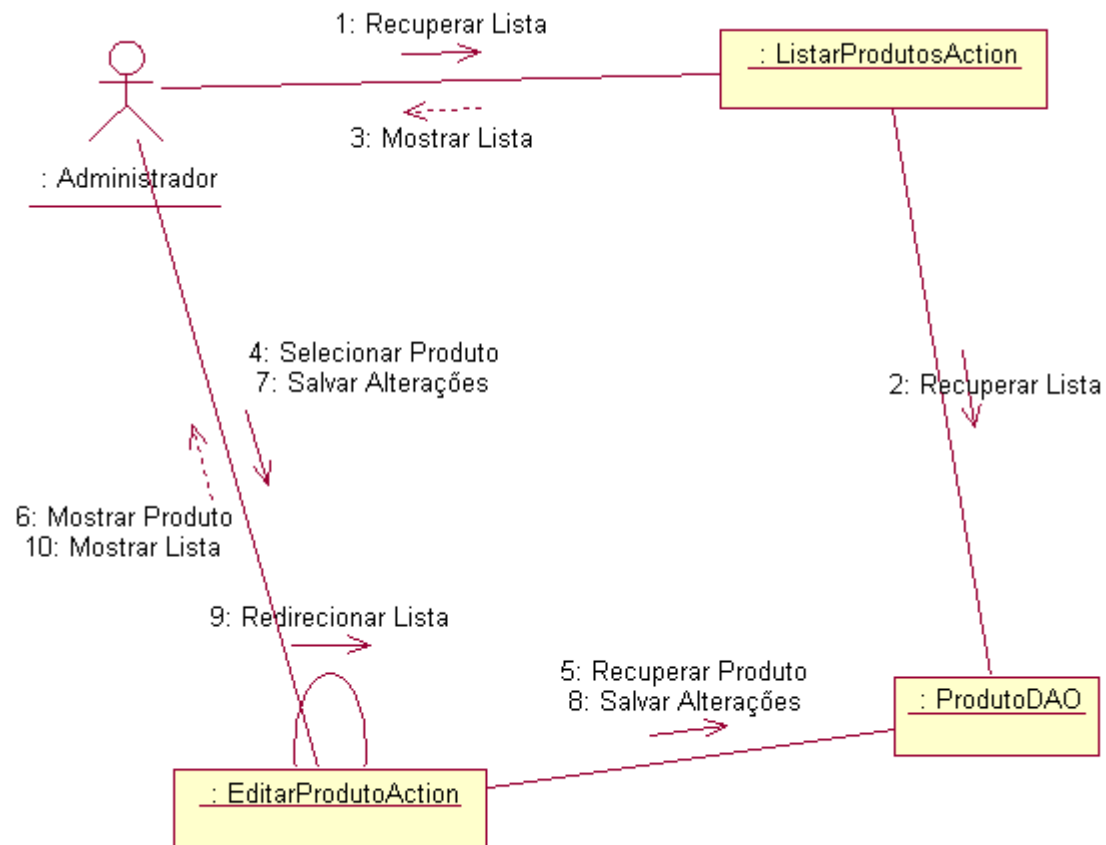 1: Recuperar Lista
: ListarProdutosAction
3: Mostrar Lista
: Administrador
4: Selecionar Produto
7: Salvar Alterações
2: Recuperar Lista
6: Mostrar Produto
10: Mostrar Lista
9: Redirecionar Lista
5: Recuperar Produto
8: Salvar Alterações
: ProdutoDAO
: EditarProdutoAction